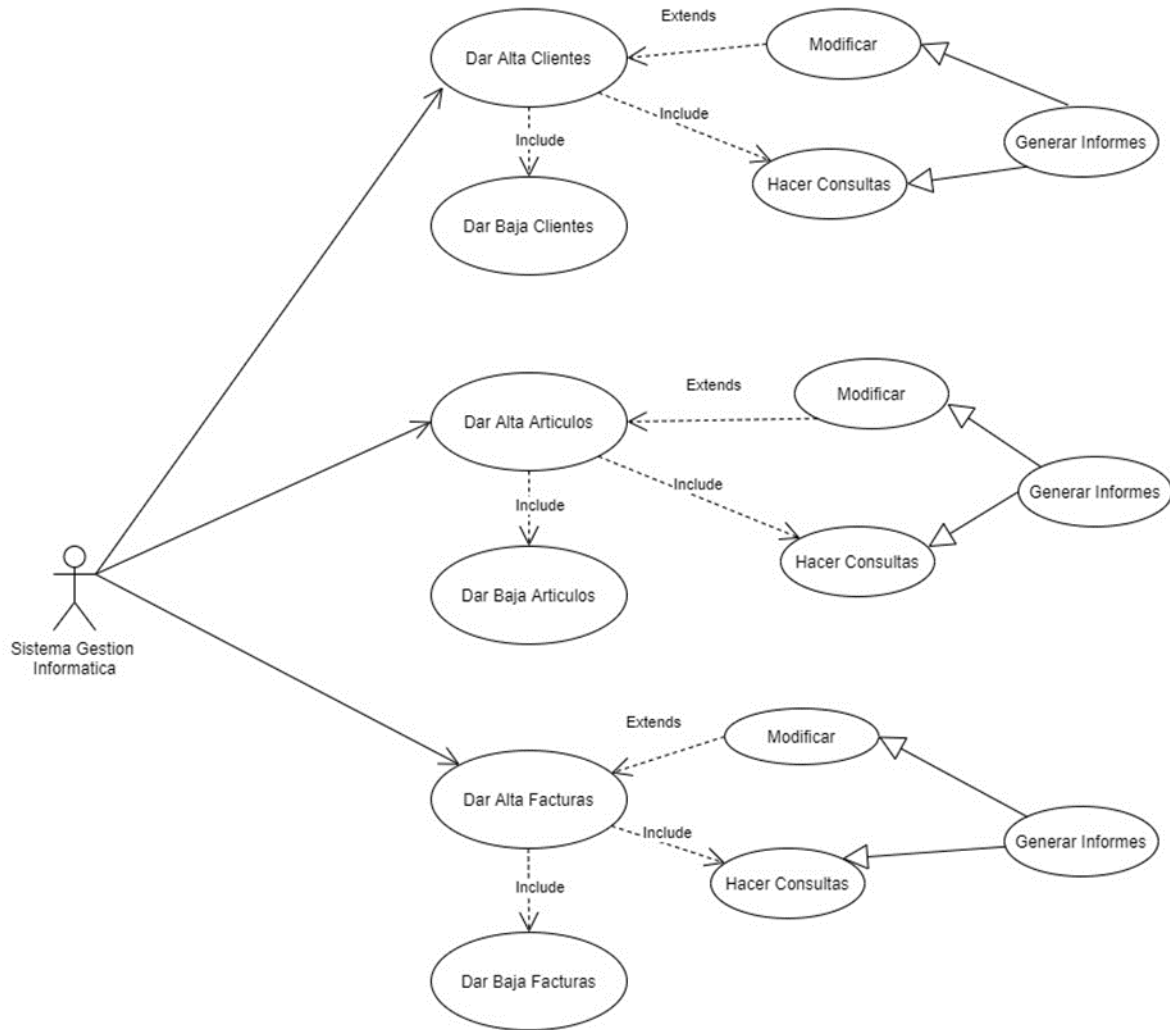 Extends
Dar Alta Clientes
Modificar
Include
Include
Generar Informes
Hacer Consultas
Dar Baja Clientes
Extends
Modificar
Dar Alta Articulos
Include
Include
Generar Informes
Hacer Consultas
Dar Baja Articulos
Sistema Gestion
Informatica
Extends
Modificar
Dar Alta Facturas
Include
Generar Informes
Hacer Consultas
Include
Dar Baja Facturas